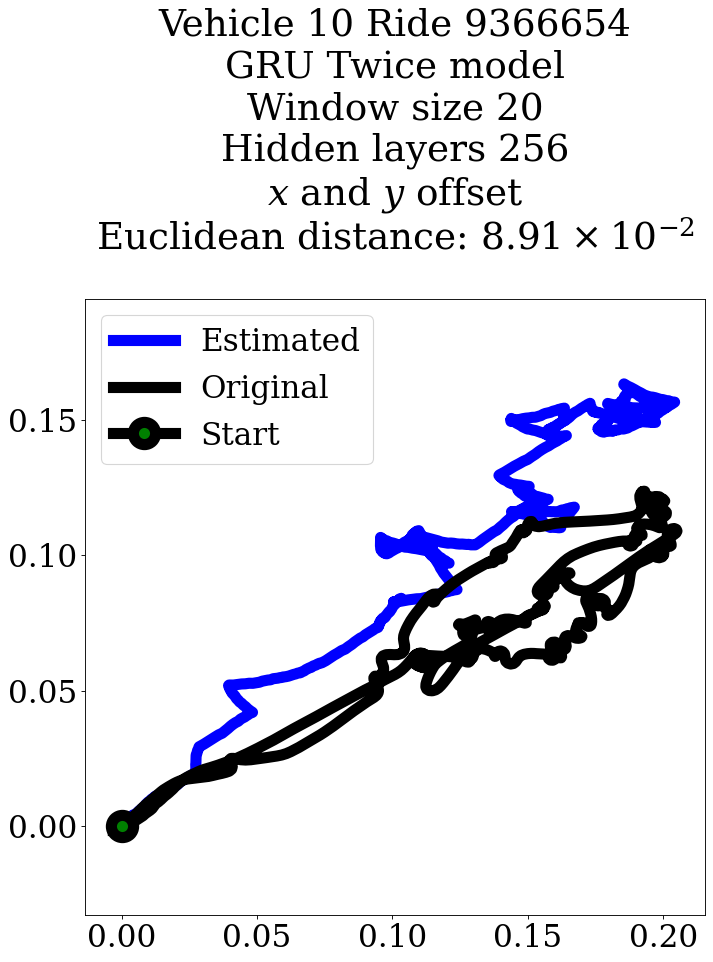 Vehicle 10 Ride 9366654
GRU Twice model
Window size 20
Hidden layers 256
x and y offset
Euclidean distance: 8.91 × 10⁻²
Estimated
Original
Start
0.15
0.10
0.05
0.00
0.00 0.05 0.10 0.15 0.20